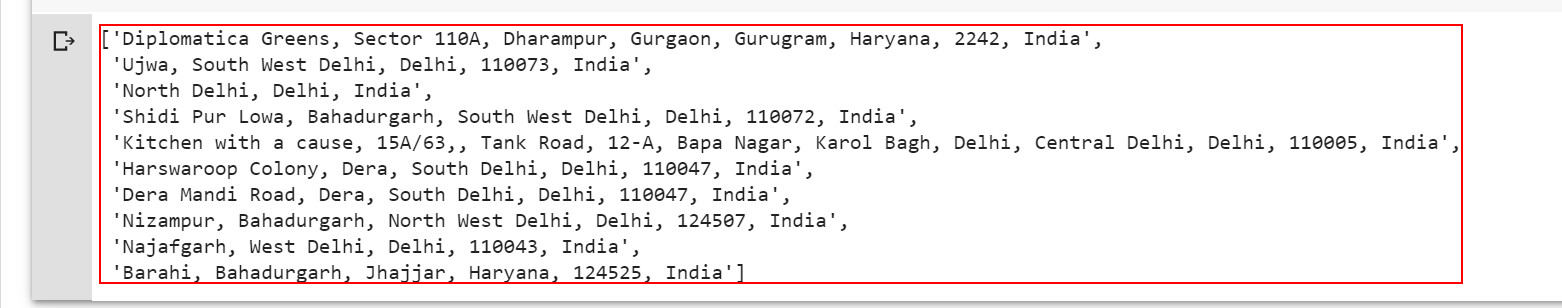 ['Diplomatica Greens, Sector 110A, Dharampur, Gurgaon, Gurugram, Haryana, 2242, India',
'Ujwa, South West Delhi, Delhi, 110073, India',
'North Delhi, Delhi, India',
'Shidi Pur Lowa, Bahadurgarh, South West Delhi, Delhi, 110072, India',
'Kitchen with a cause, 15A/63,, Tank Road, 12-A, Bapa Nagar, Karol Bagh, Delhi, Central Delhi, Delhi, 110005, India',
'Harswaroop Colony, Dera, South Delhi, Delhi, 110047, India',
'Dera Mandi Road, Dera, South Delhi, Delhi, 110047, India',
'Nizampur, Bahadurgarh, North West Delhi, Delhi, 124507, India',
'Najafgarh, West Delhi, Delhi, 110043, India',
'Barahi, Bahadurgarh, Jhajjar, Haryana, 124525, India']